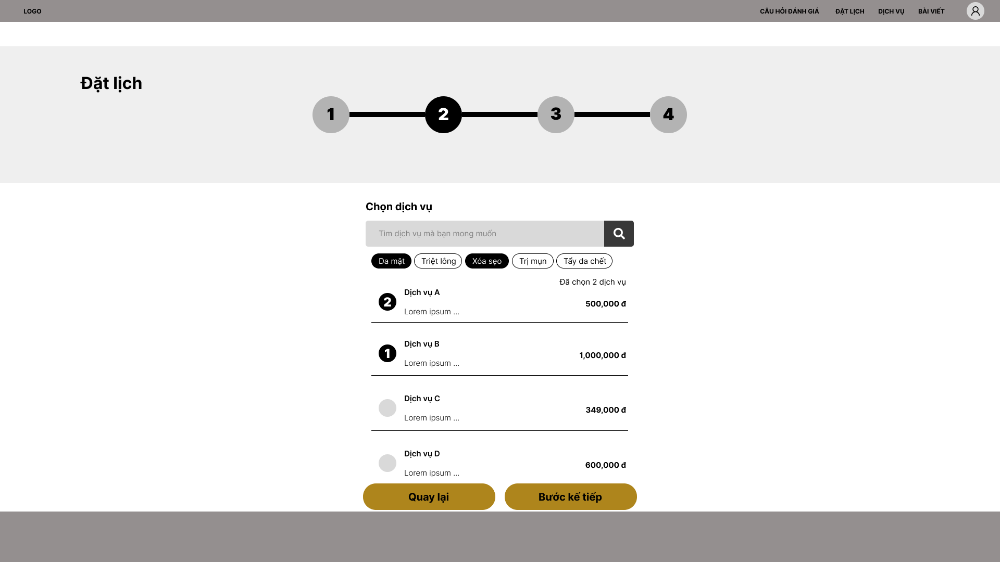 LOGO
CÂU HỎI ĐÁNH GIÁ ĐẶT LỊCH DỊCH VỤ BÀI VIẾT
Đặt lịch
1 2 3 4
Chọn dịch vụ
Tìm dịch vụ mà bạn mong muốn
Da mặt Triệt lông Xóa sẹo Trị mụn Tẩy da chết
Đã chọn 2 dịch vụ
2 Dịch vụ A
500,000 đ
Lorem ipsum ...
1 Dịch vụ B
1,000,000 đ
Lorem ipsum ...
Dịch vụ C
349,000 đ
Lorem ipsum ...
Dịch vụ D
600,000 đ
Lorem ipsum ...
Quay lại Bước kế tiếp